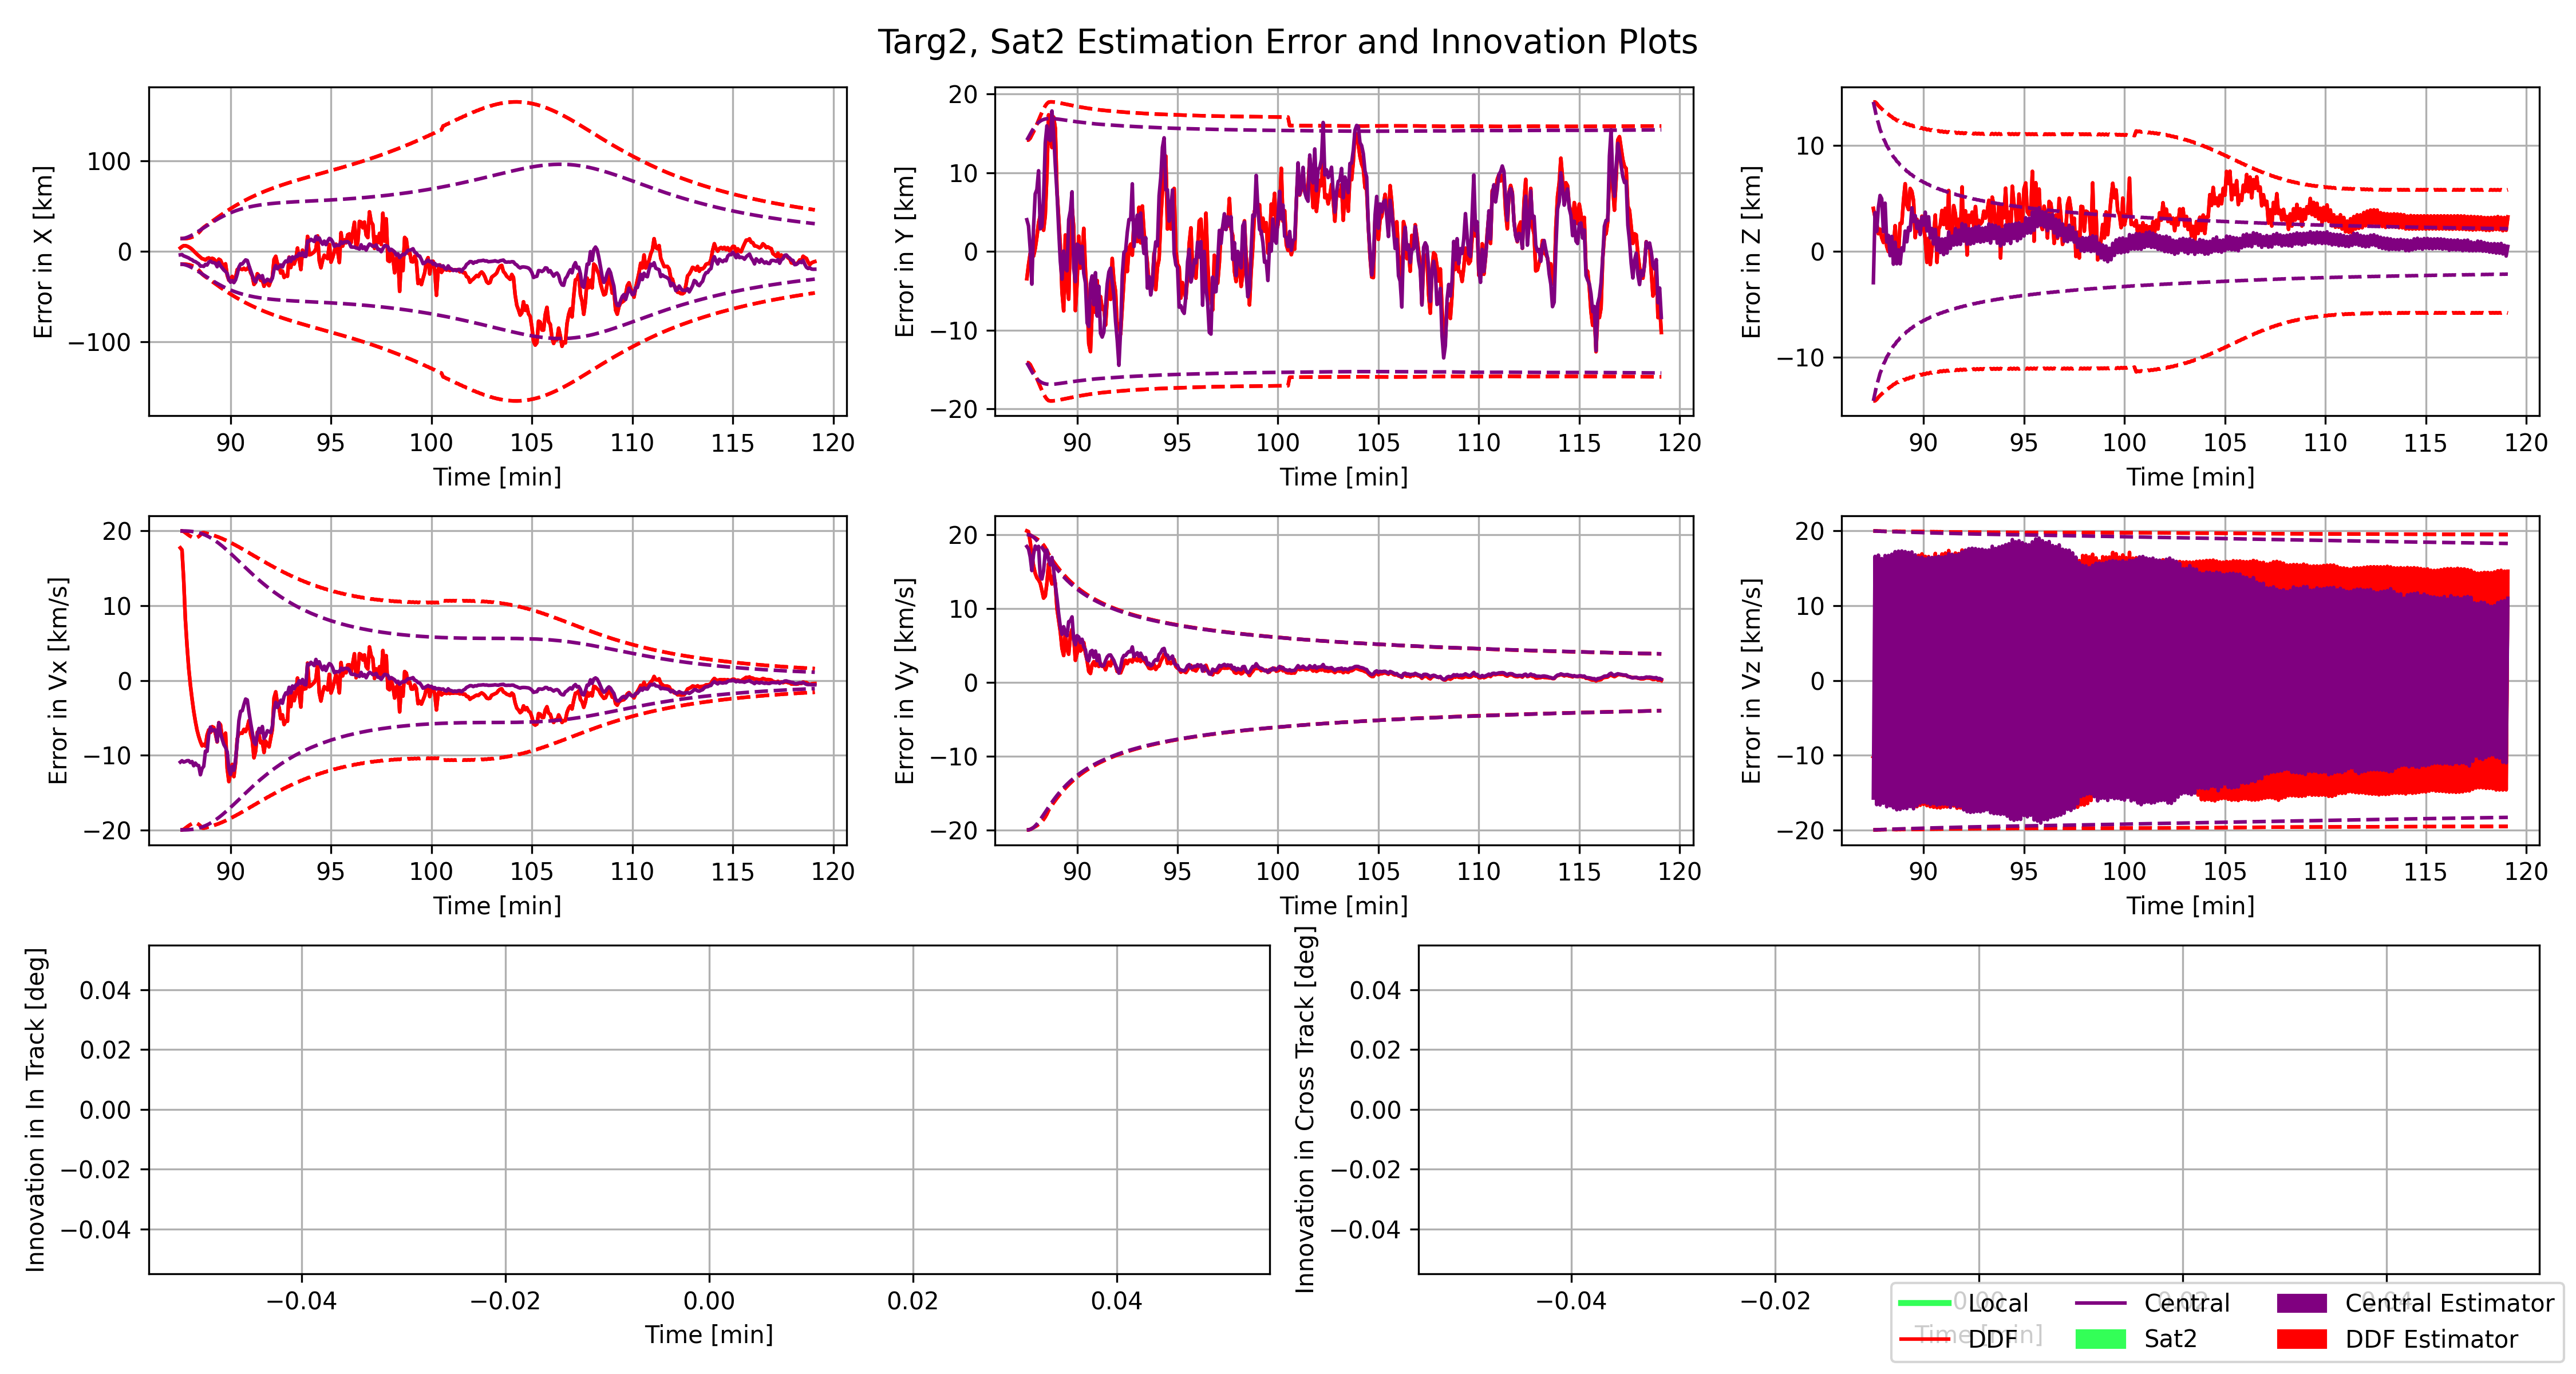 Targ2, Sat2 Estimation Error and Innovation Plots
Error in X [km]
100
0
−100
90 95 100 105 110 115 120
Time [min]
Error in Y [km]
20
10
0
−10
−20
90 95 100 105 110 115 120
Time [min]
Error in Z [km]
10
0
−10
90 95 100 105 110 115 120
Time [min]
Error in Vx [km/s]
20
10
0
−10
−20
90 95 100 105 110 115 120
Time [min]
Error in Vy [km/s]
20
10
0
−10
−20
90 95 100 105 110 115 120
Time [min]
Error in Vz [km/s]
20
10
0
−10
−20
90 95 100 105 110 115 120
Time [min]
Innovation in In Track [deg]
0.04
0.02
0.00
−0.02
−0.04
−0.04 −0.02 0.00 0.02 0.04
Time [min]
Innovation in Cross Track [deg]
0.04
0.02
0.00
−0.02
−0.04
−0.04 −0.02 0.00 0.02 0.04
Time [min]
Local
DDF
Central
Sat2
Central Estimator
DDF Estimator